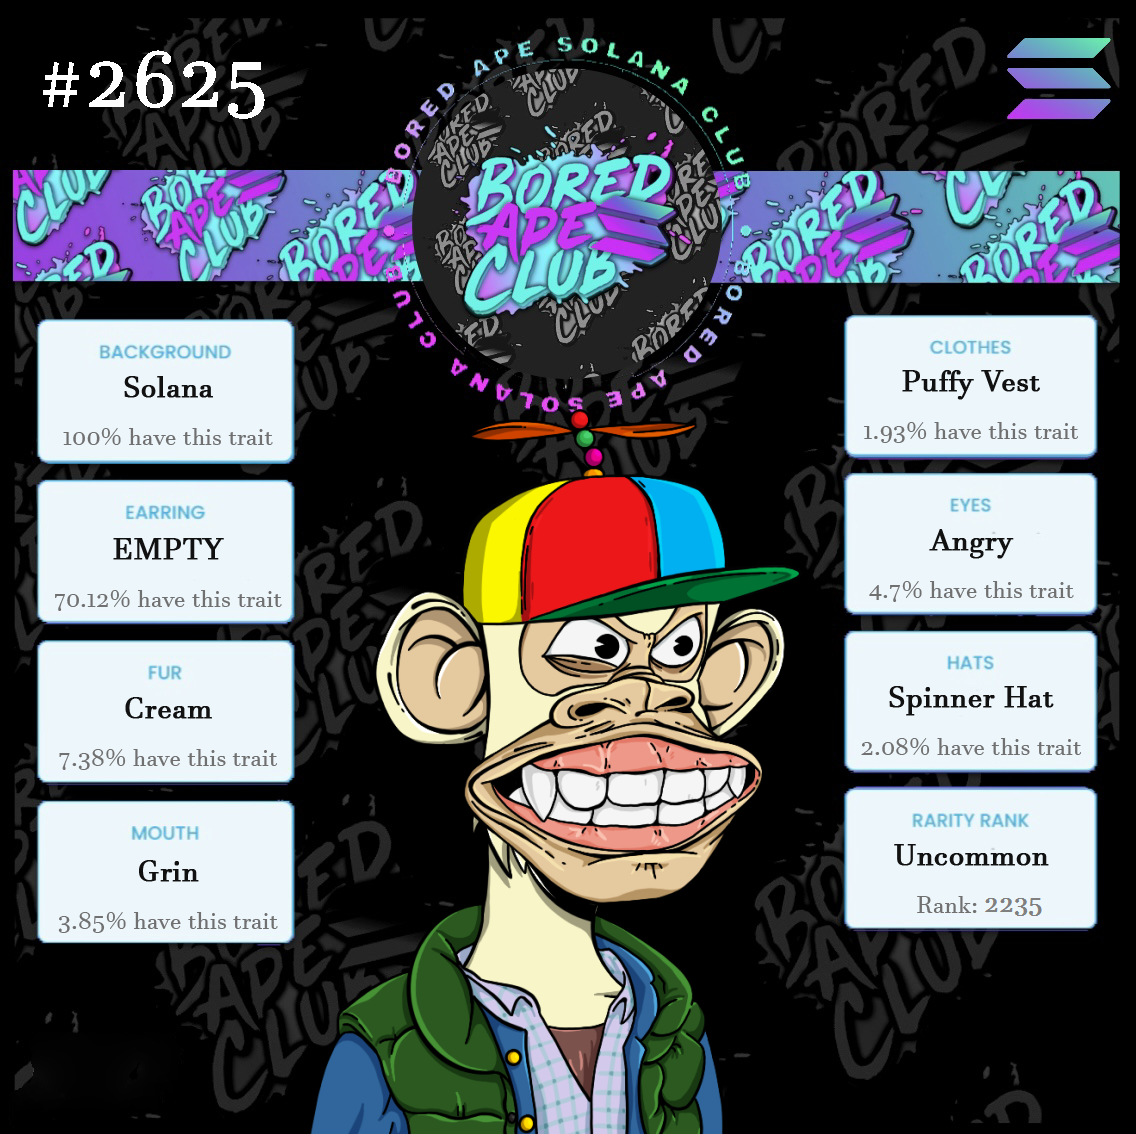 #2625
BORED APE SOLANA CLUB
BORED APE SOLANA CLUB
BORED
APE
CLUB
BACKGROUND
Solana
100% have this trait
EARRING
EMPTY
70.12% have this trait
FUR
Cream
7.38% have this trait
MOUTH
Grin
3.85% have this trait
CLOTHES
Puffy Vest
1.93% have this trait
EYES
Angry
4.7% have this trait
HATS
Spinner Hat
2.08% have this trait
RARITY RANK
Uncommon
Rank: 2235